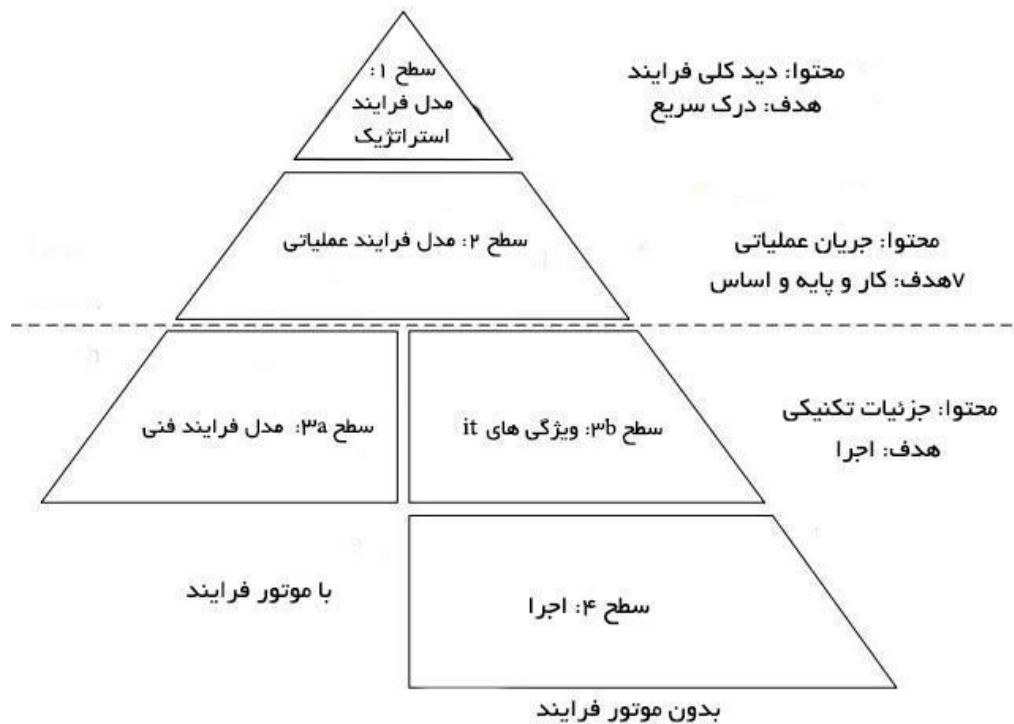 سطح ۱:
مدل فرایند
استراتژیک
محتوا: دید کلی فرایند
هدف: درک سریع
سطح ۲: مدل فرایند عملیاتی
محتوا: جریان عملیاتی
۷هدف: کار و پایه و اساس
سطح ۳a: مدل فرایند فنی
سطح ۳b: ویژگی های it
محتوا: جزئیات تکنیکی
هدف: اجرا
با موتور فرایند
سطح ۴: اجرا
بدون موتور فرایند